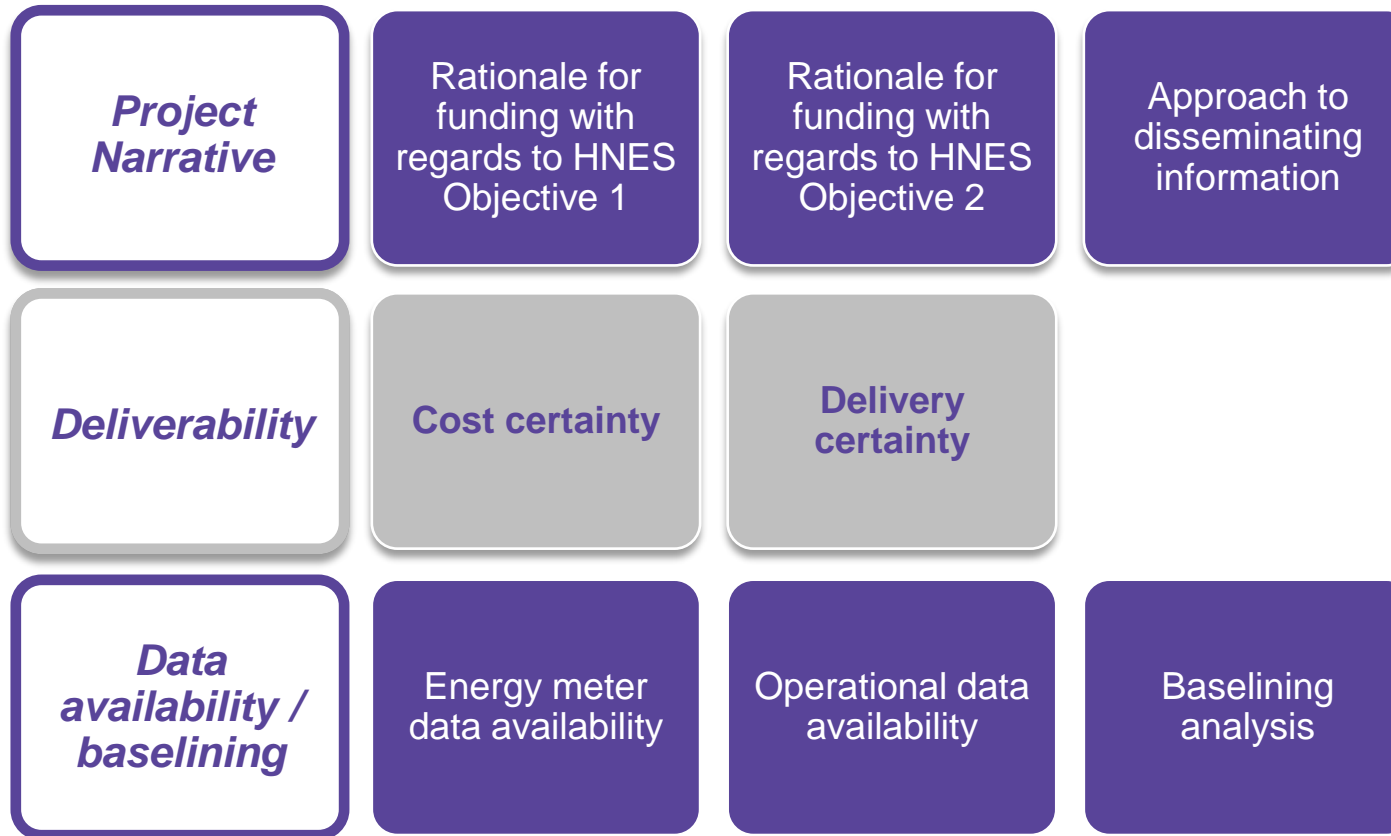 Project
Narrative
Rationale for
funding with
regards to HNES
Objective 1
Rationale for
funding with
regards to HNES
Objective 2
Approach to
disseminating
information
Deliverability
Cost certainty
Delivery
certainty
Data
availability /
baselining
Energy meter
data availability
Operational data
availability
Baselining
analysis